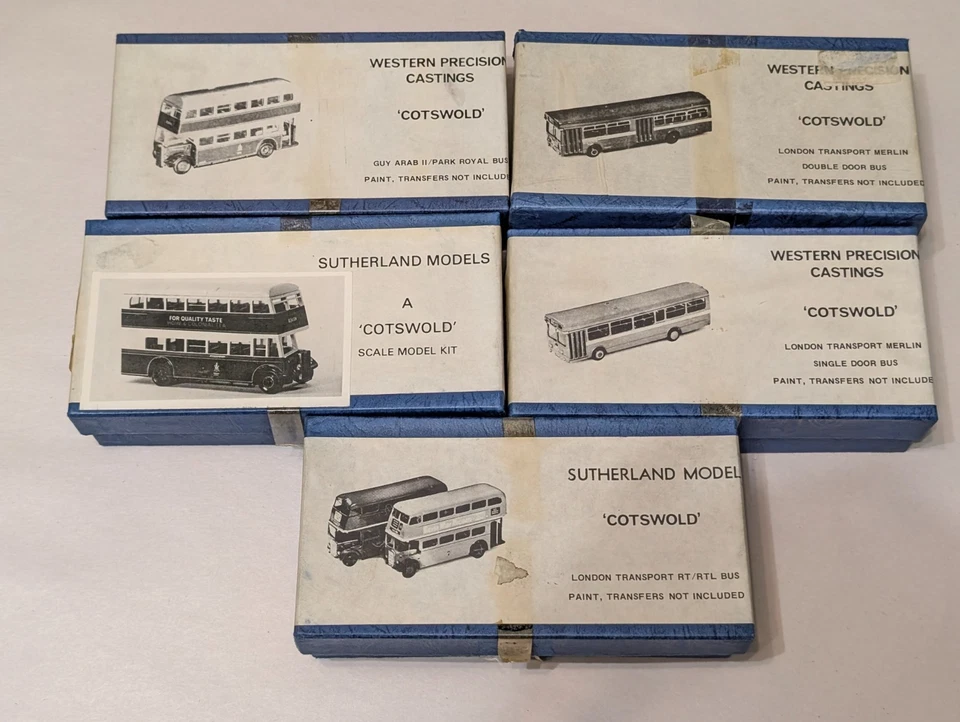 WESTERN PRECISION
CASTINGS
'COTSWOLD'
GUY ARAB II/PARK ROYAL BUS
PAINT, TRANSFERS NOT INCLUD
WESTERN PRECISION
CASTINGS
'COTSWOLD'
LONDON TRANSPORT MERLIN
DOUBLE DOOR BUS
PAINT, TRANSFERS NOT INCLUDED
SUTHERLAND MODELS
A
'COTSWOLD'
SCALE MODEL KIT
FOR QUALITY TASTE
WESTERN PRECISION
CASTINGS
'COTSWOLD'
LONDON TRANSPORT MERLIN
SINGLE DOOR BUS
PAINT, TRANSFERS NOT INCLUDE
SUTHERLAND MODEL
'COTSWOLD'
LONDON TRANSPORT RT/RTL BUS
PAINT, TRANSFERS NOT INCLUDED